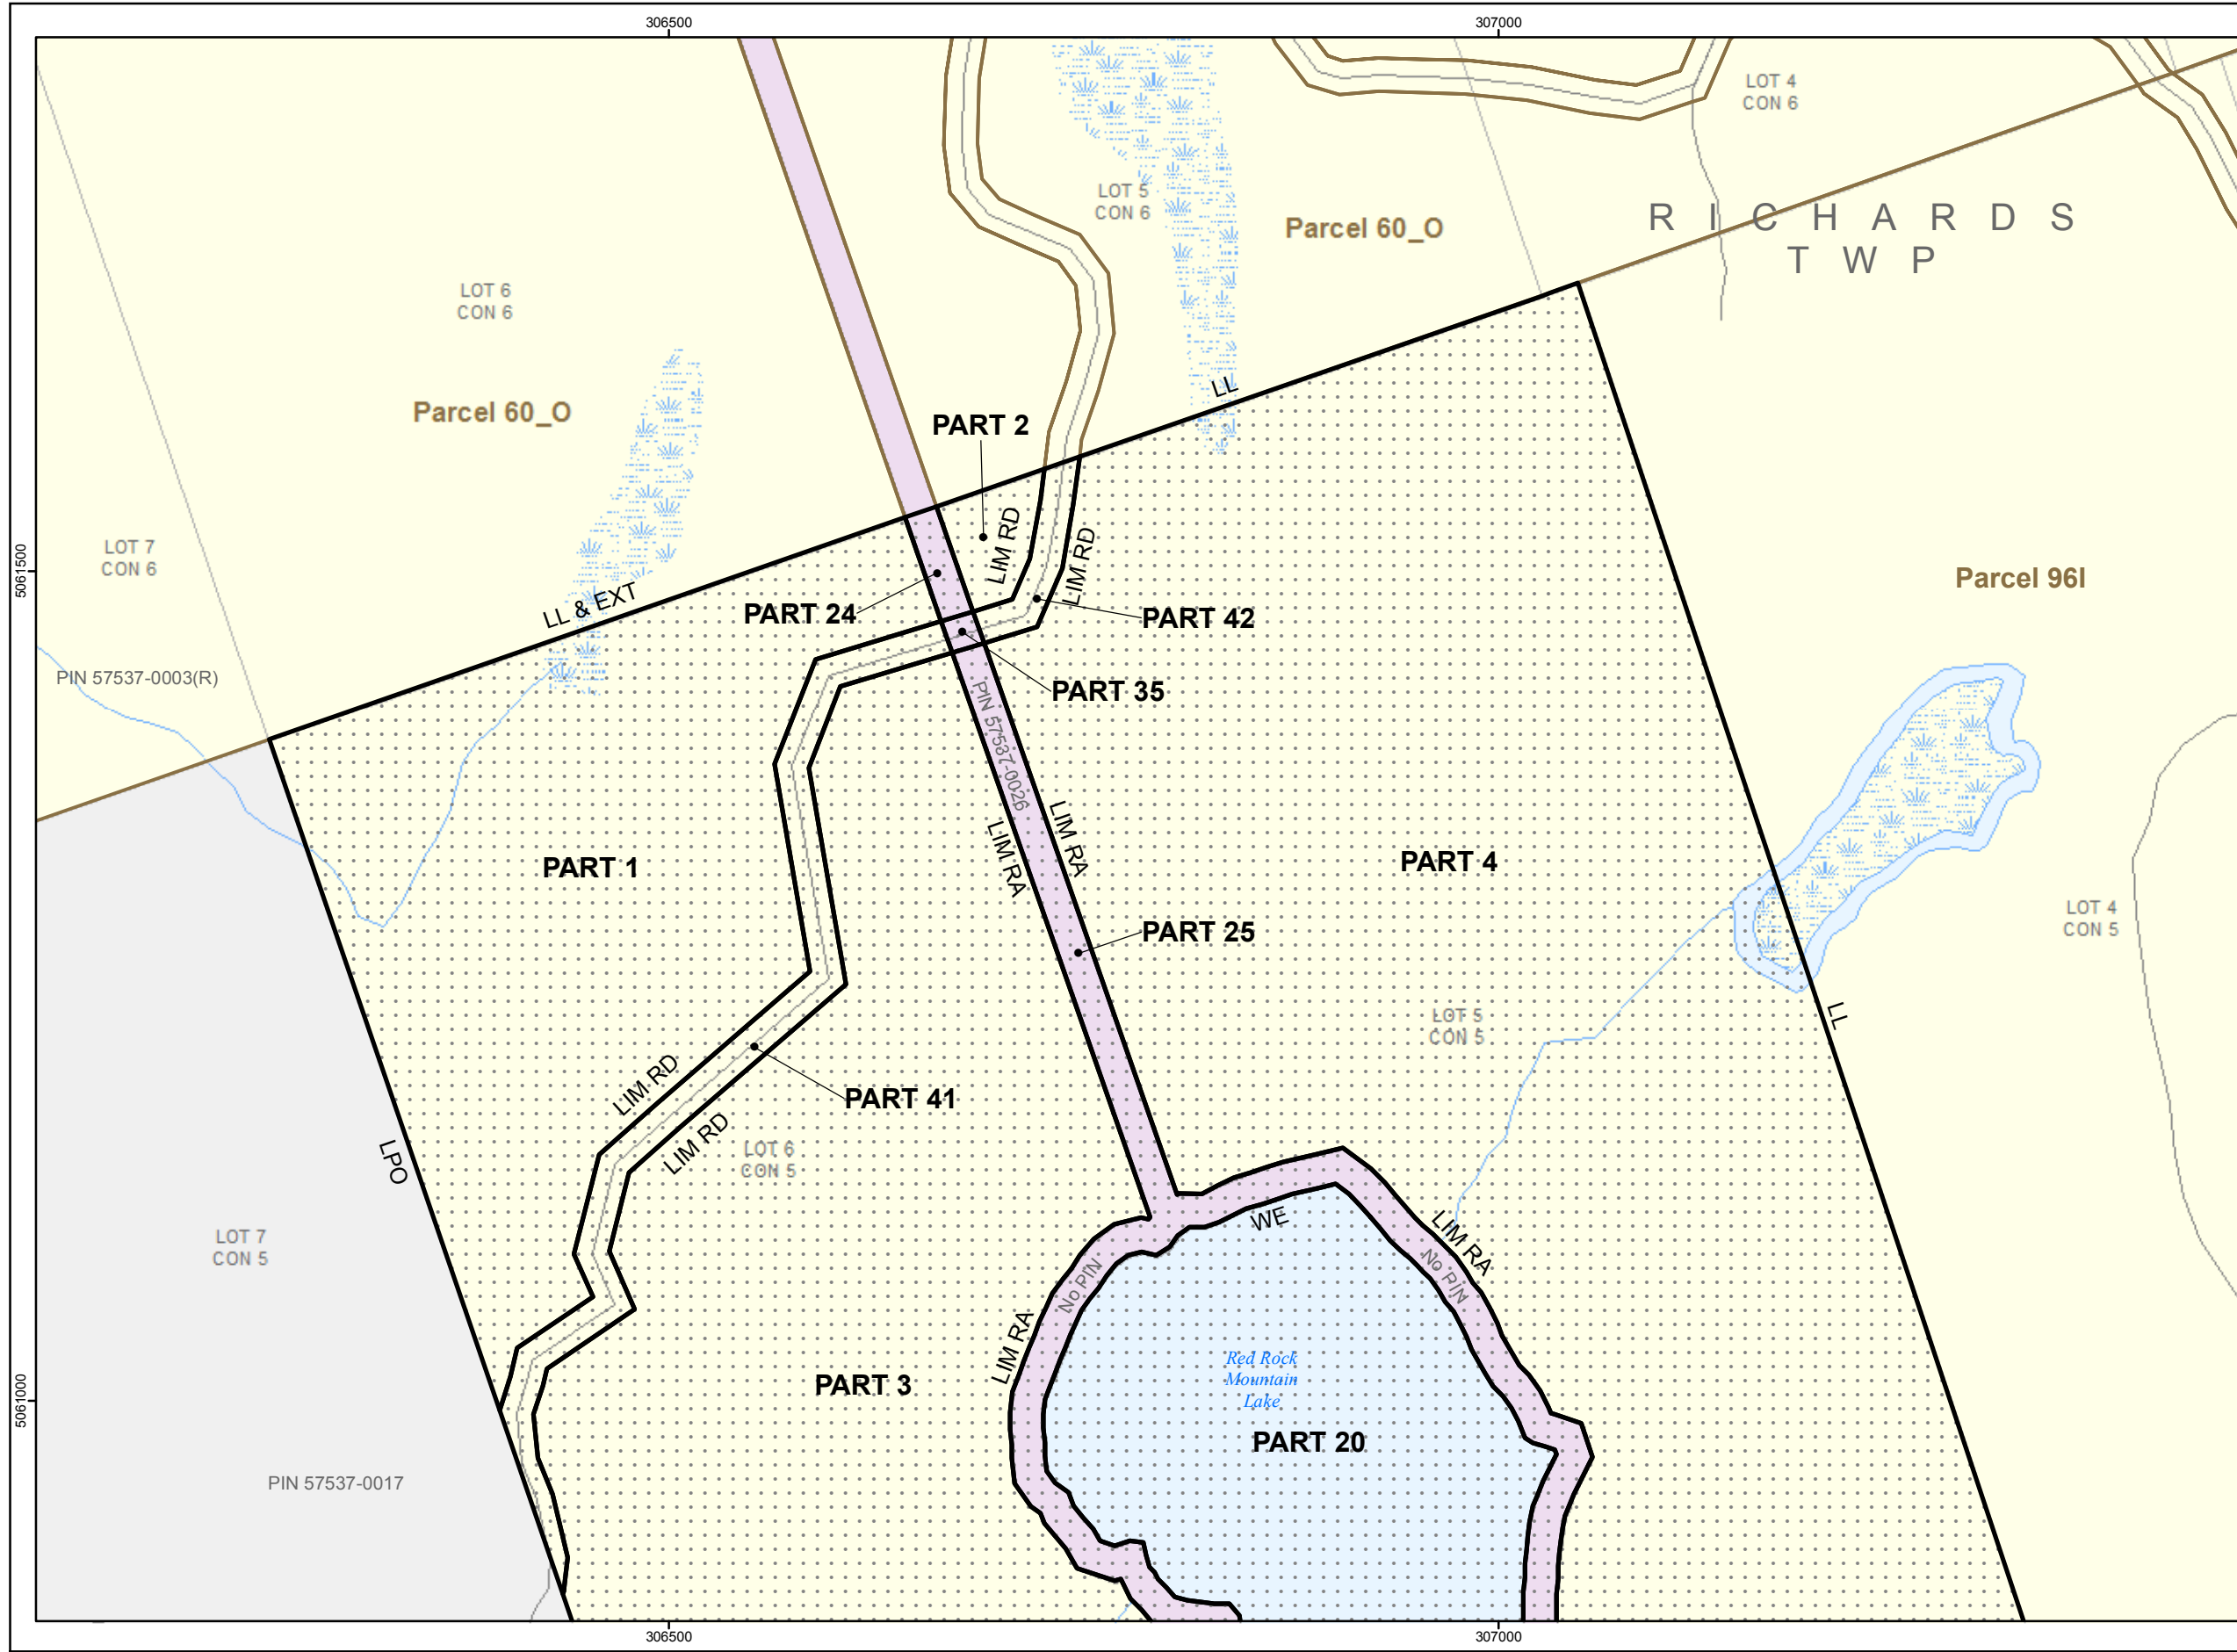 306500
307000
LOT 4
CON 6
LOT 5
CON 6
Parcel 60_O
R I C H A R D S
T W P
LOT 6
CON 6
LL
Parcel 60_O
PART 2
5061500
LOT 7
CON 6
LIM RD
LIM RD
Parcel 96I
LL & EXT
PART 24
PART 42
PIN 57537-0003(R)
PART 35
PIN 57537-0026
LIM RA
LIM RA
PART 1
PART 4
PART 25
LOT 4
CON 5
LL
LOT 5
CON 5
LIM RD
PART 41
LIM RD
LPO
LOT 6
CON 5
WE
LOT 7
CON 5
LIM RA
No PIN
No PIN
LIM RA
Red Rock
Mountain
Lake
PART 3
5061000
PART 20
PIN 57537-0017
306500
307000